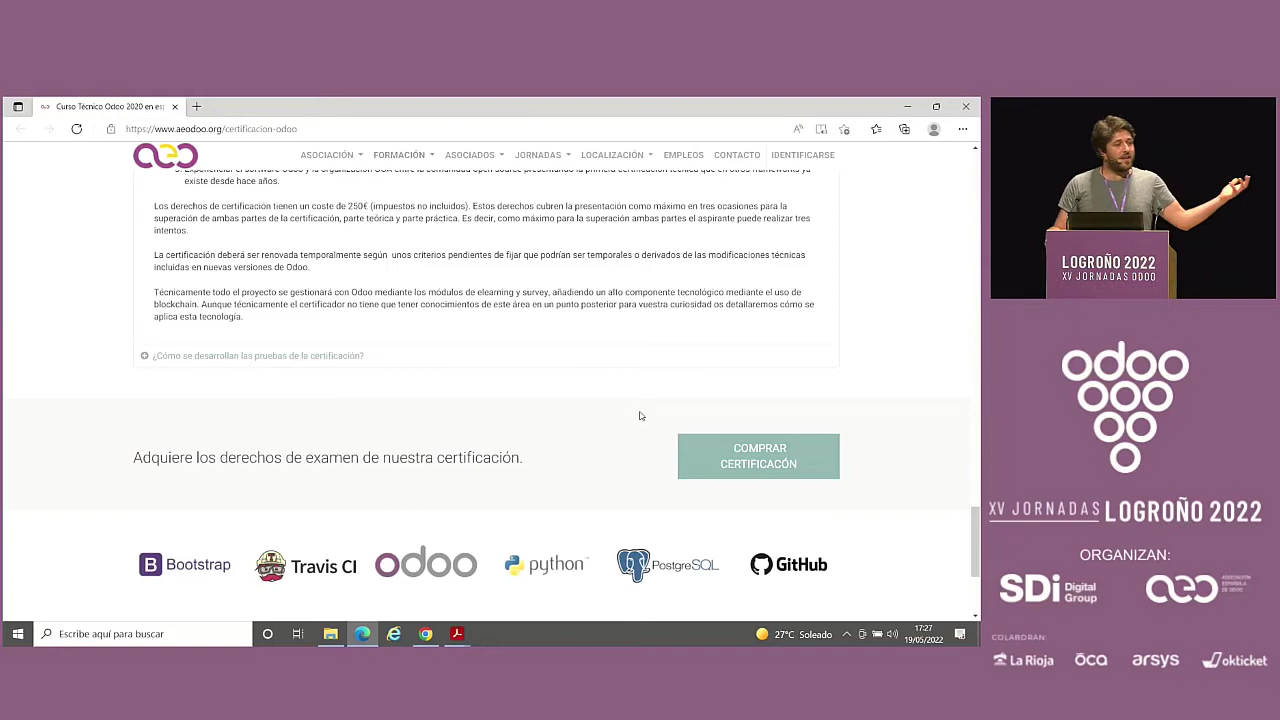 Curso Técnico Odoo 2020 en es
https://www.aeodoo.org/certificacion-odoo
aeo
ASOCIACIÓN
FORMACIÓN
ASOCIADOS
JORNADAS
LOCALIZACIÓN
EMPLEOS
CONTACTO
IDENTIFICARSE
existe desde hace años.
Los derechos de certificación tienen un coste de 250€ (impuestos no incluidos). Estos derechos cubren la presentación como máximo en tres ocasiones para la
superación de ambas partes de la certificación, parte teórica y parte práctica. Es decir, como máximo para la superación ambas partes el aspirante puede realizar tres
intentos.
La certificación deberá ser renovada temporalmente según unos criterios pendientes de fijar que podrían ser temporales o derivados de las modificaciones técnicas
incluidas en nuevas versiones de Odoo.
Técnicamente todo el proyecto se gestionará con Odoo mediante los módulos de elearning y survey, añadiendo un alto componente tecnológico mediante el uso de
blockchain. Aunque técnicamente el certificador no tiene que tener conocimientos de este área en un punto posterior para vuestra curiosidad os detallaremos cómo se
aplica esta tecnología.
¿Cómo se desarrollan las pruebas de la certificación?
Adquiere los derechos de examen de nuestra certificación.
COMPRAR
CERTIFICACÓN
B Bootstrap
Travis CI
odoo
python
PostgreSQL
GitHub
Escribe aquí para buscar
27°C Soleado
17:27
19/05/2022
LOGROÑO 2022
XV JORNADAS ODOO
odoo
XV JORNADAS LOGROÑO 2022
ORGANIZAN:
SDi Digital
Group
aeo ASOCIACIÓN
ESPAÑOLA
DE ODOO
COLABORAN:
La Rioja
ōca
arsys
okticket